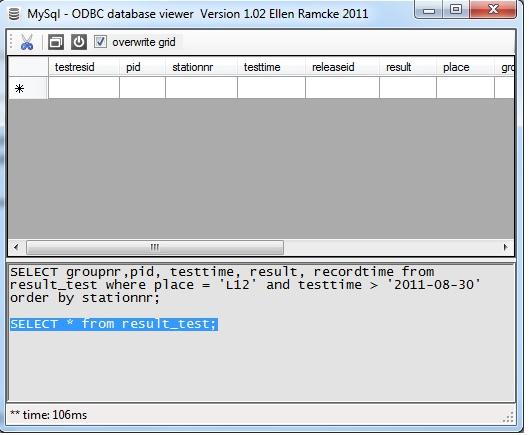 MySql - ODBC database viewer Version 1.02 Ellen Ramcke 2011
overwrite grid
testresid pid stationnr testtime releaseid result place gro
*
SELECT groupnr,pid, testtime, result, recordtime from
result_test where place = 'L12' and testtime > '2011-08-30'
order by stationnr;
SELECT * from result_test;
** time: 106ms